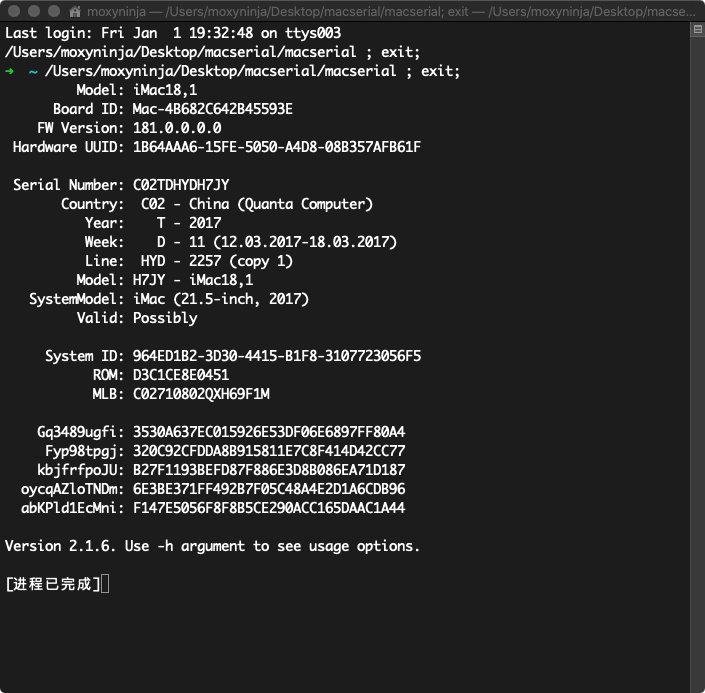 moxyninja — /Users/moxyninja/Desktop/macserial/macserial; exit — /Users/moxyninja/Desktop/macse...
Last login: Fri Jan  1 19:32:48 on ttys003
/Users/moxyninja/Desktop/macserial/macserial ; exit;
➜  ~ /Users/moxyninja/Desktop/macserial/macserial ; exit;
Model: iMac18,1
Board ID: Mac-4B682C642B45593E
FW Version: 181.0.0.0.0
Hardware UUID: 1B64AAA6-15FE-5050-A4D8-08B357AFB61F
Serial Number: C02TDHYDH7JY
Country:  C02 - China (Quanta Computer)
Year:    T - 2017
Week:    D - 11 (12.03.2017-18.03.2017)
Line:  HYD - 2257 (copy 1)
Model: H7JY - iMac18,1
SystemModel: iMac (21.5-inch, 2017)
Valid: Possibly
System ID: 964ED1B2-3D30-4415-B1F8-3107723056F5
ROM: D3C1CE8E0451
MLB: C02710802QXH69F1M
Gq3489ugfi: 3530A637EC015926E53DF06E6897FF80A4
Fyp98tpgj: 320C92CFDDA8B915811E7C8F414D42CC77
kbjfrfpoJU: B27F1193BEFD87F886E3D8B086EA71D187
oycqAZloTNDm: 6E3BE371FF492B7F05C48A4E2D1A6CDB96
abKPld1EcMni: F147E5056F8F8B5CE290ACC165DAAC1A44
Version 2.1.6. Use -h argument to see usage options.
[进程已完成]